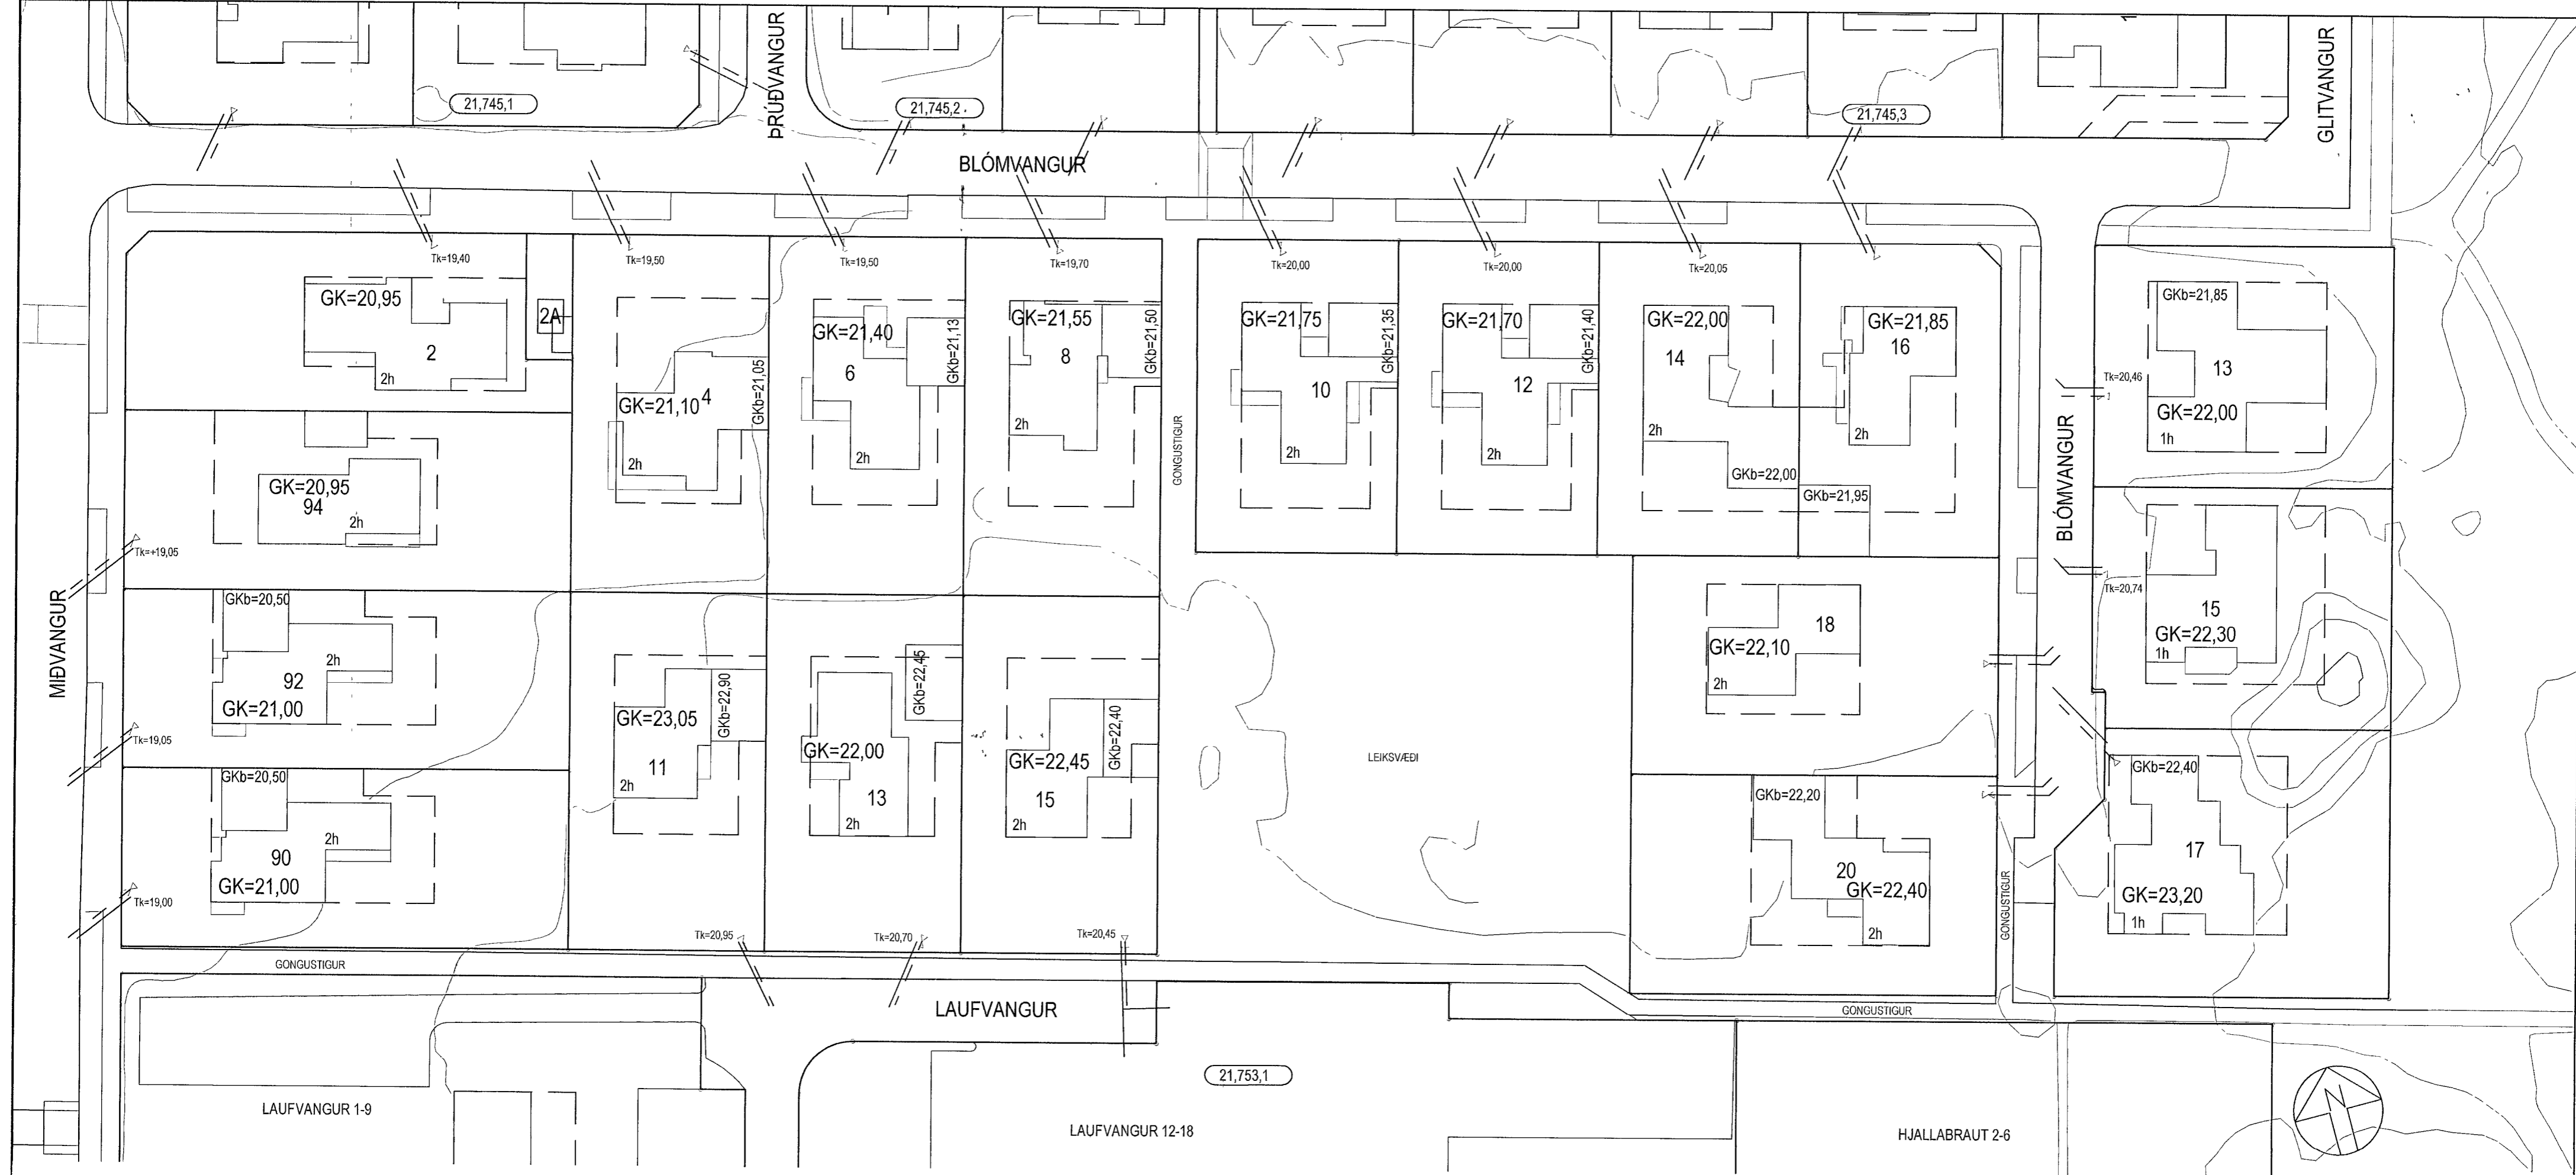 21,745,1
ÞRÚÐVANGUR
21,745,2
21,745,3
GLITVANGUR
BLÓMVANGUR
Tk=19,40
Tk=19,50
Tk=19,50
Tk=19,70
Tk=20,00
Tk=20,00
Tk=20,05
GK=20,95
2
2h
2A
GK=21,10
4
GKb=21,05
2h
GK=21,40
6
GKb=21,13
2h
GK=21,55
8
GKb=21,50
2h
GONGUSTIGUR
GK=21,75
10
GKb=21,35
2h
GK=21,70
12
GKb=21,40
2h
GK=22,00
14
2h
GKb=22,00
GK=21,85
16
2h
GKb=21,95
BLÓMVANGUR
Tk=20,46
GKb=21,85
13
GK=22,00
1h
GK=20,95
94
2h
Tk=+19,05
MIÐVANGUR
GKb=20,50
2h
92
GK=21,00
Tk=19,05
GKb=20,50
2h
90
GK=21,00
Tk=19,00
GK=23,05
GKb=22,90
11
2h
GKb=22,45
GK=22,00
13
2h
GK=22,45
GKb=22,40
15
2h
LEIKSVÆÐI
18
GK=22,10
2h
GKb=22,20
20
GK=22,40
2h
Tk=20,74
15
GK=22,30
1h
GKb=22,40
17
GK=23,20
1h
GONGUSTIGUR
Tk=20,95
Tk=20,70
Tk=20,45
GONGUSTIGUR
LAUFVANGUR
GONGUSTIGUR
21,753,1
LAUFVANGUR 1-9
LAUFVANGUR 12-18
HJALLABRAUT 2-6
N